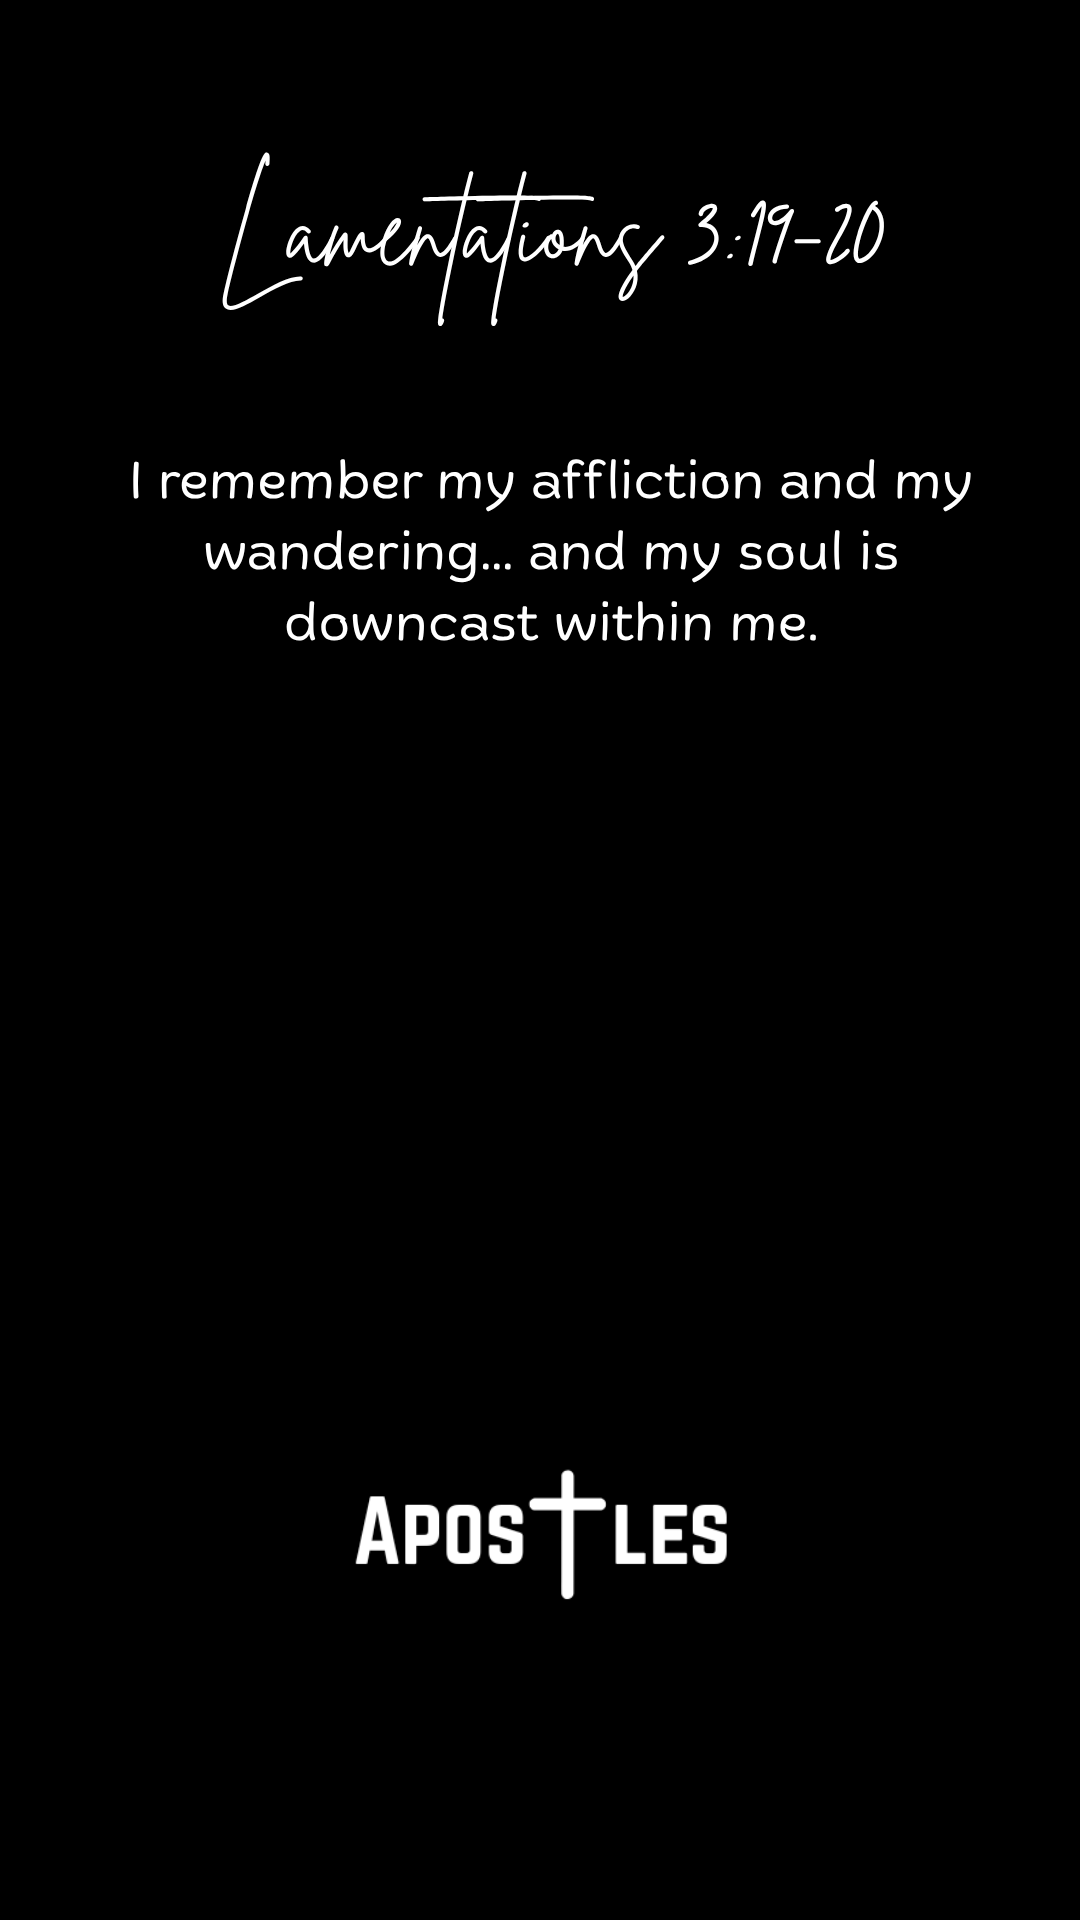 Lamentations 3:19-20
I remember my affliction and my
wandering... and my soul is
downcast within me.
Apostles